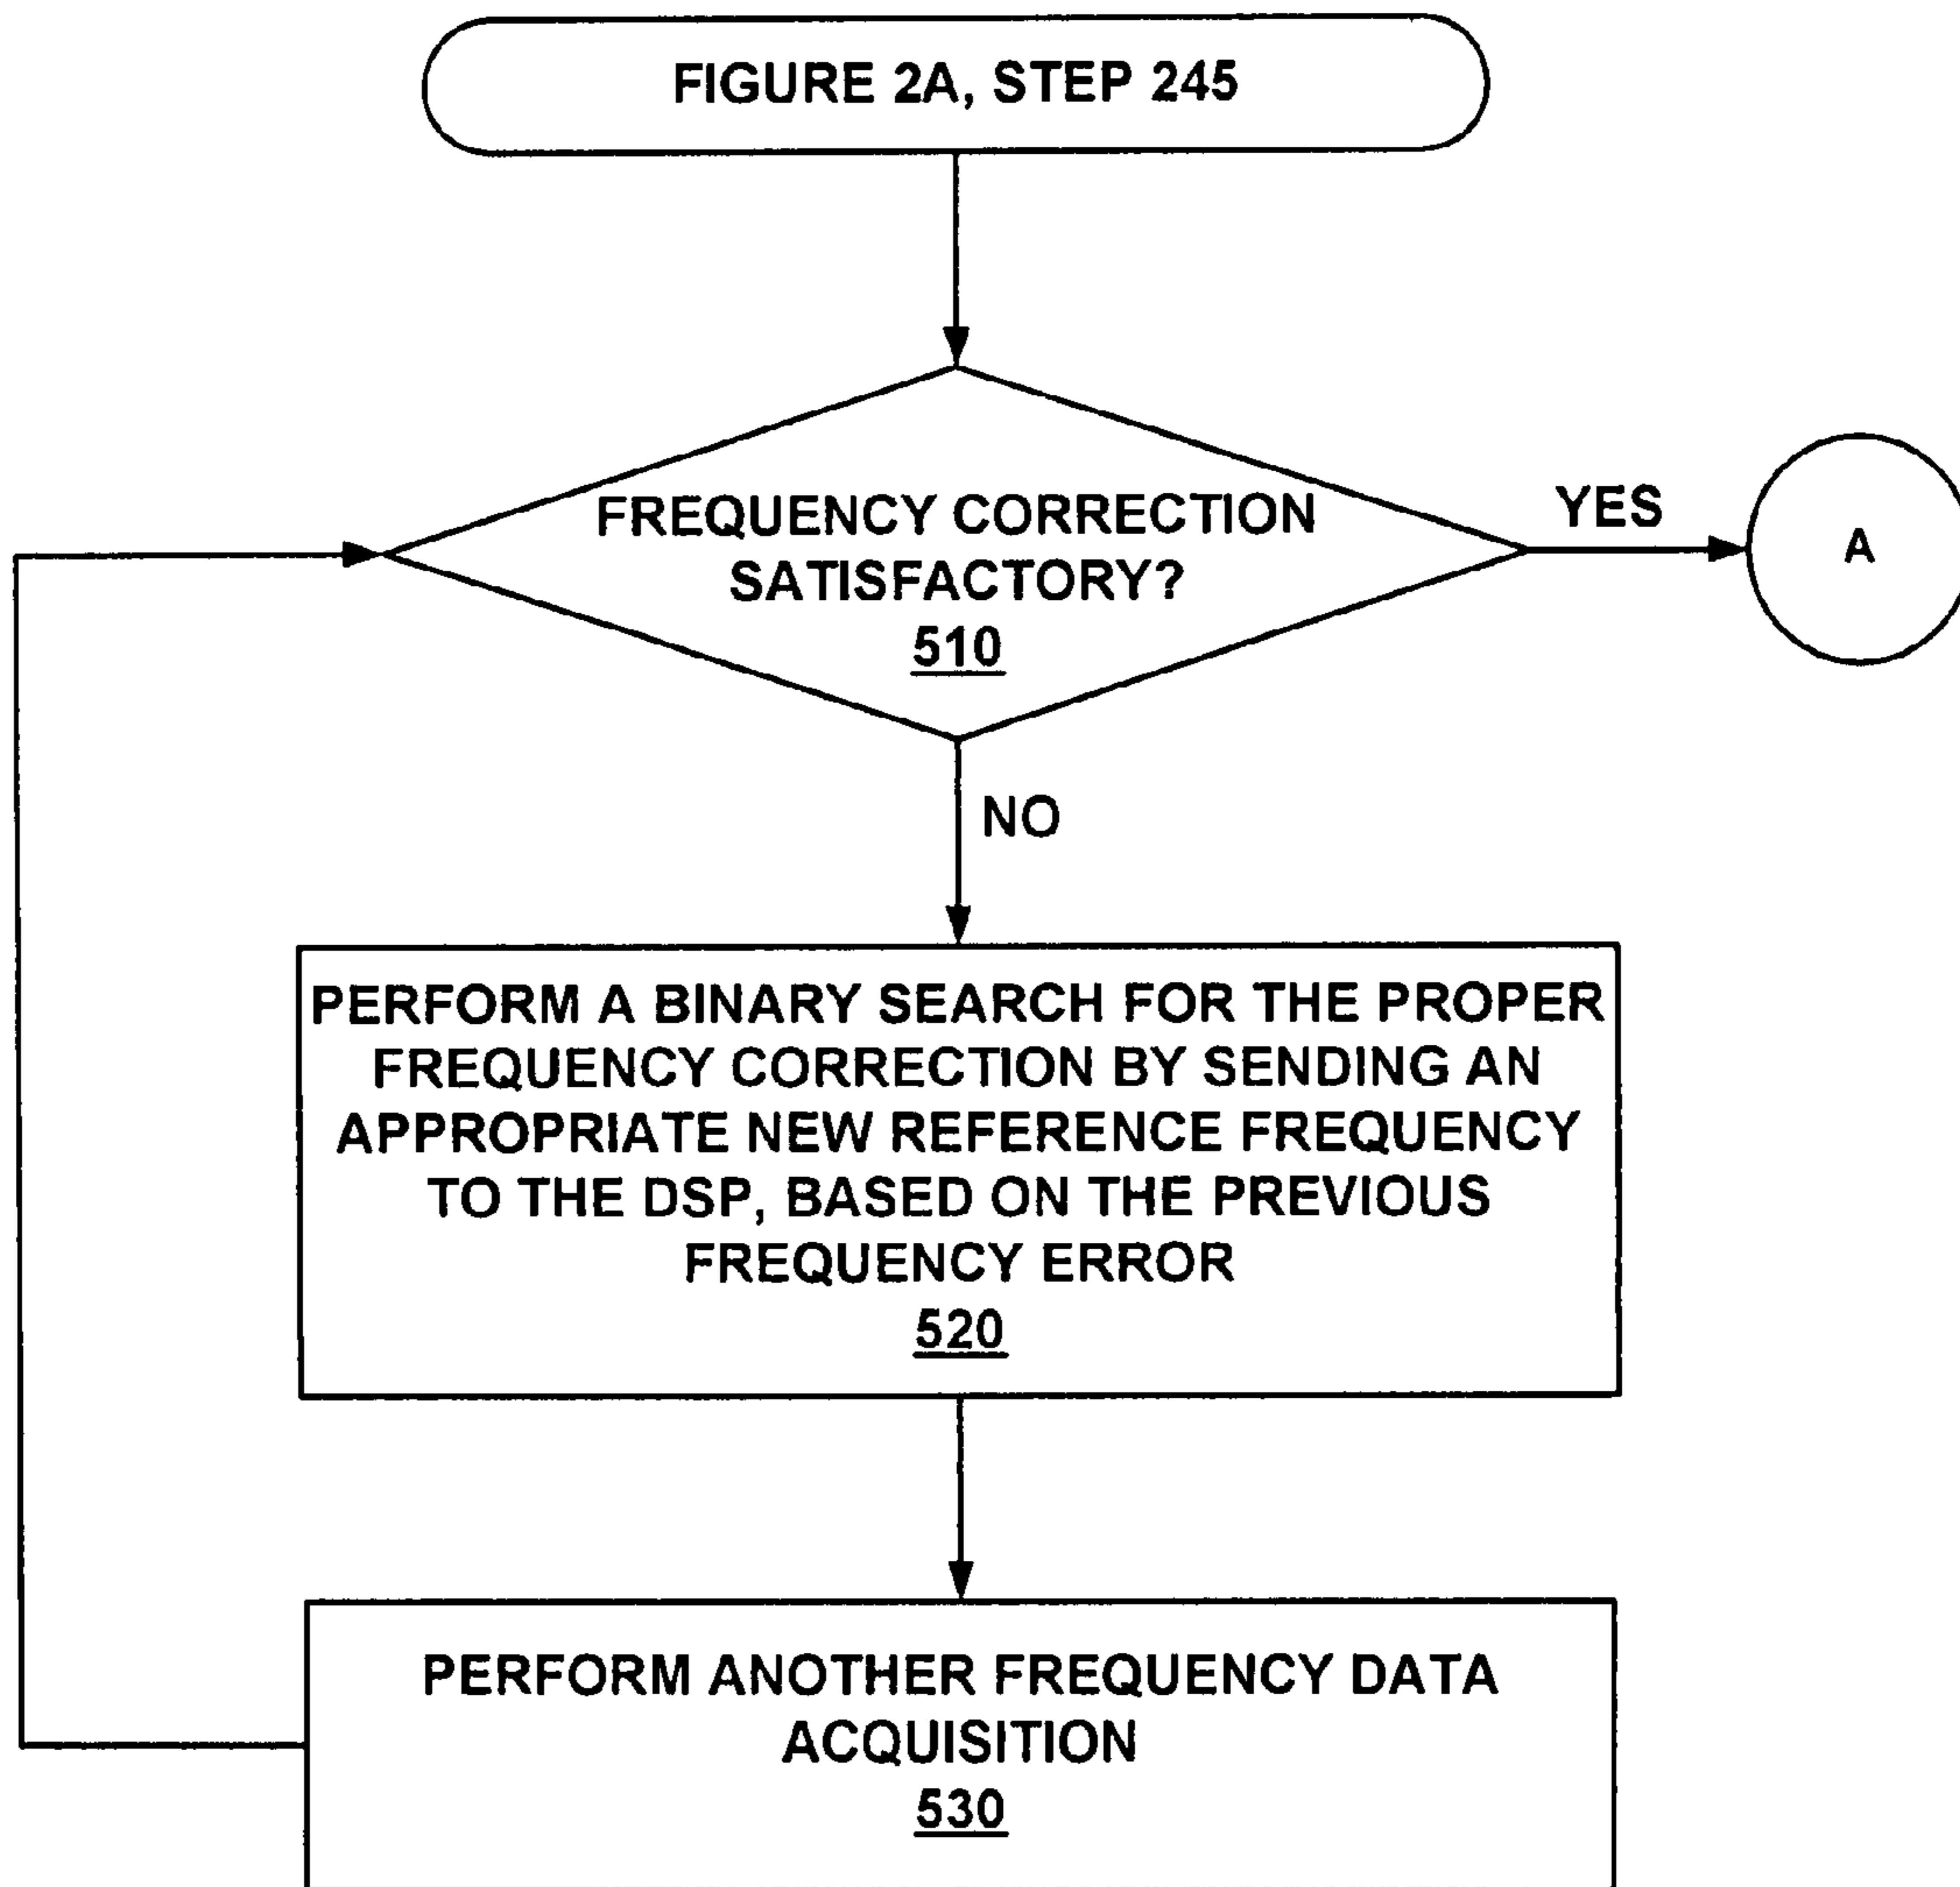 FIGURE 2A, STEP 245
FREQUENCY CORRECTION
SATISFACTORY?
510
YES
A
NO
PERFORM A BINARY SEARCH FOR THE PROPER
FREQUENCY CORRECTION BY SENDING AN
APPROPRIATE NEW REFERENCE FREQUENCY
TO THE DSP, BASED ON THE PREVIOUS
FREQUENCY ERROR
520
PERFORM ANOTHER FREQUENCY DATA
ACQUISITION
530